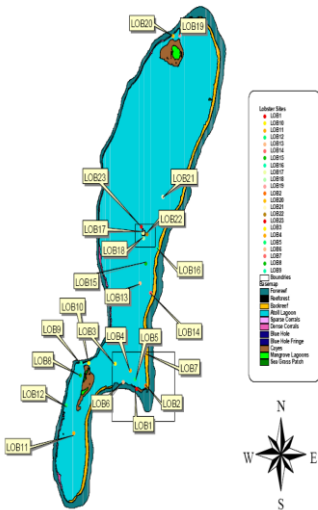 LOB20
LOB19
LOB21
LOB23
LOB17
LOB22
LOB18
LOB16
LOB15
LOB13
LOB14
LOB10
LOB3
LOB4
LOB5
LOB9
LOB7
LOB8
LOB12
LOB6
LOB2
LOB1
LOB11
Lobster Sites
LOB1
LOB10
LOB11
LOB12
LOB13
LOB14
LOB15
LOB16
LOB17
LOB18
LOB19
LOB2
LOB20
LOB21
LOB22
LOB23
LOB3
LOB4
LOB5
LOB6
LOB7
LOB8
LOB9
Boundaries
Basemap
Forereef
Reefcrest
Backreef
Atoll Lagoon
Sparse Corrals
Dense Corrals
Blue Hole
Blue Hole Fringe
Cayes
Mangrove Lagoons
Sea Grass Patch
N
W E
S